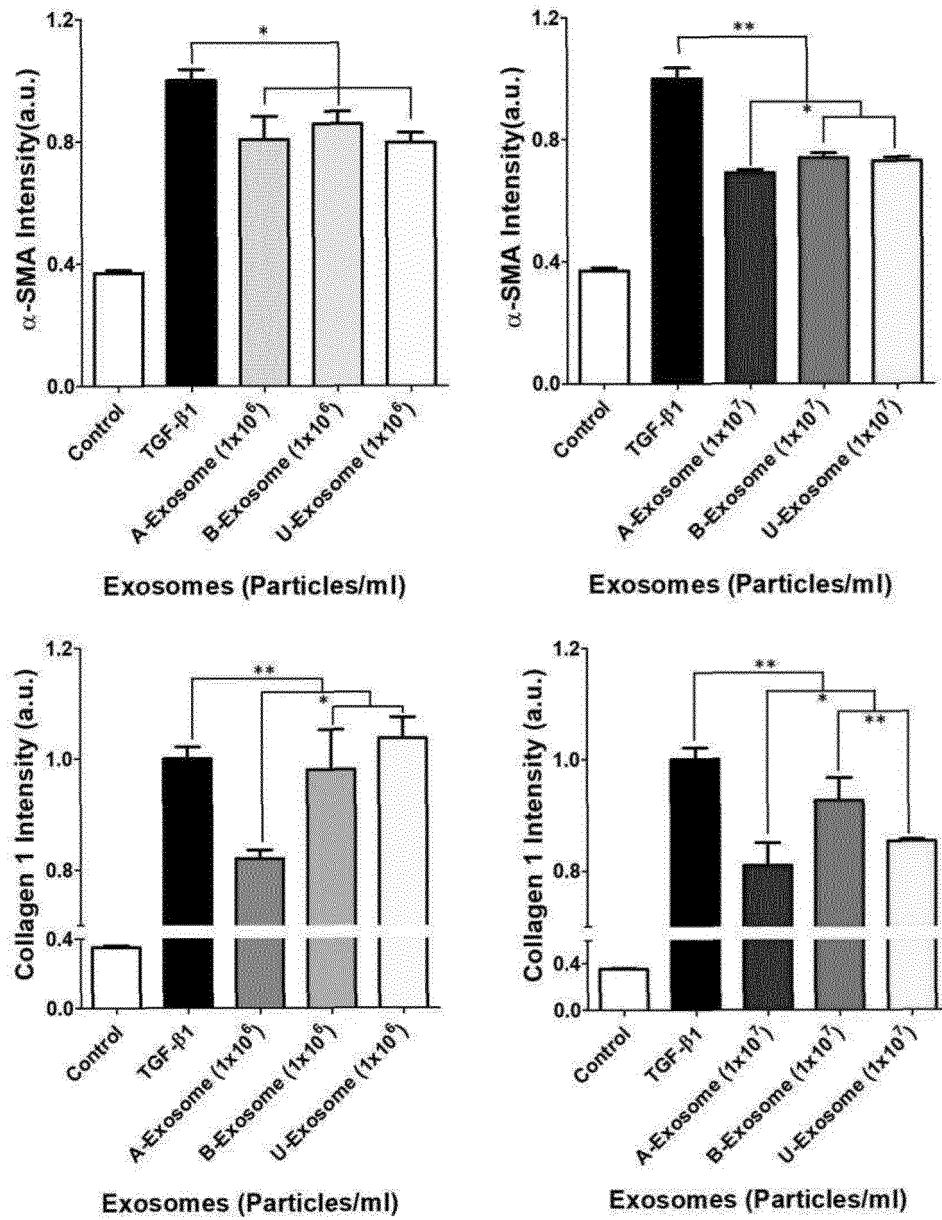 α-SMA Intensity(a.u.)
1.2
0.8
0.4
0.0
*
Control
TGF-β1
A-Exosome (1x10⁶)
B-Exosome (1x10⁶)
U-Exosome (1x10⁶)
Exosomes (Particles/ml)
α-SMA Intensity(a.u.)
1.2
0.8
0.4
0.0
**
*
Control
TGF-β1
A-Exosome (1x10⁷)
B-Exosome (1x10⁷)
U-Exosome (1x10⁷)
Exosomes (Particles/ml)
Collagen 1 Intensity (a.u.)
1.2
1.0
0.8
0.4
0.0
**
*
Control
TGF-β1
A-Exosome (1x10⁶)
B-Exosome (1x10⁶)
U-Exosome (1x10⁶)
Exosomes (Particles/ml)
Collagen 1 Intensity (a.u.)
1.2
1.0
0.8
0.4
0.0
**
*
**
Control
TGF-β1
A-Exosome (1x10⁷)
B-Exosome (1x10⁷)
U-Exosome (1x10⁷)
Exosomes (Particles/ml)